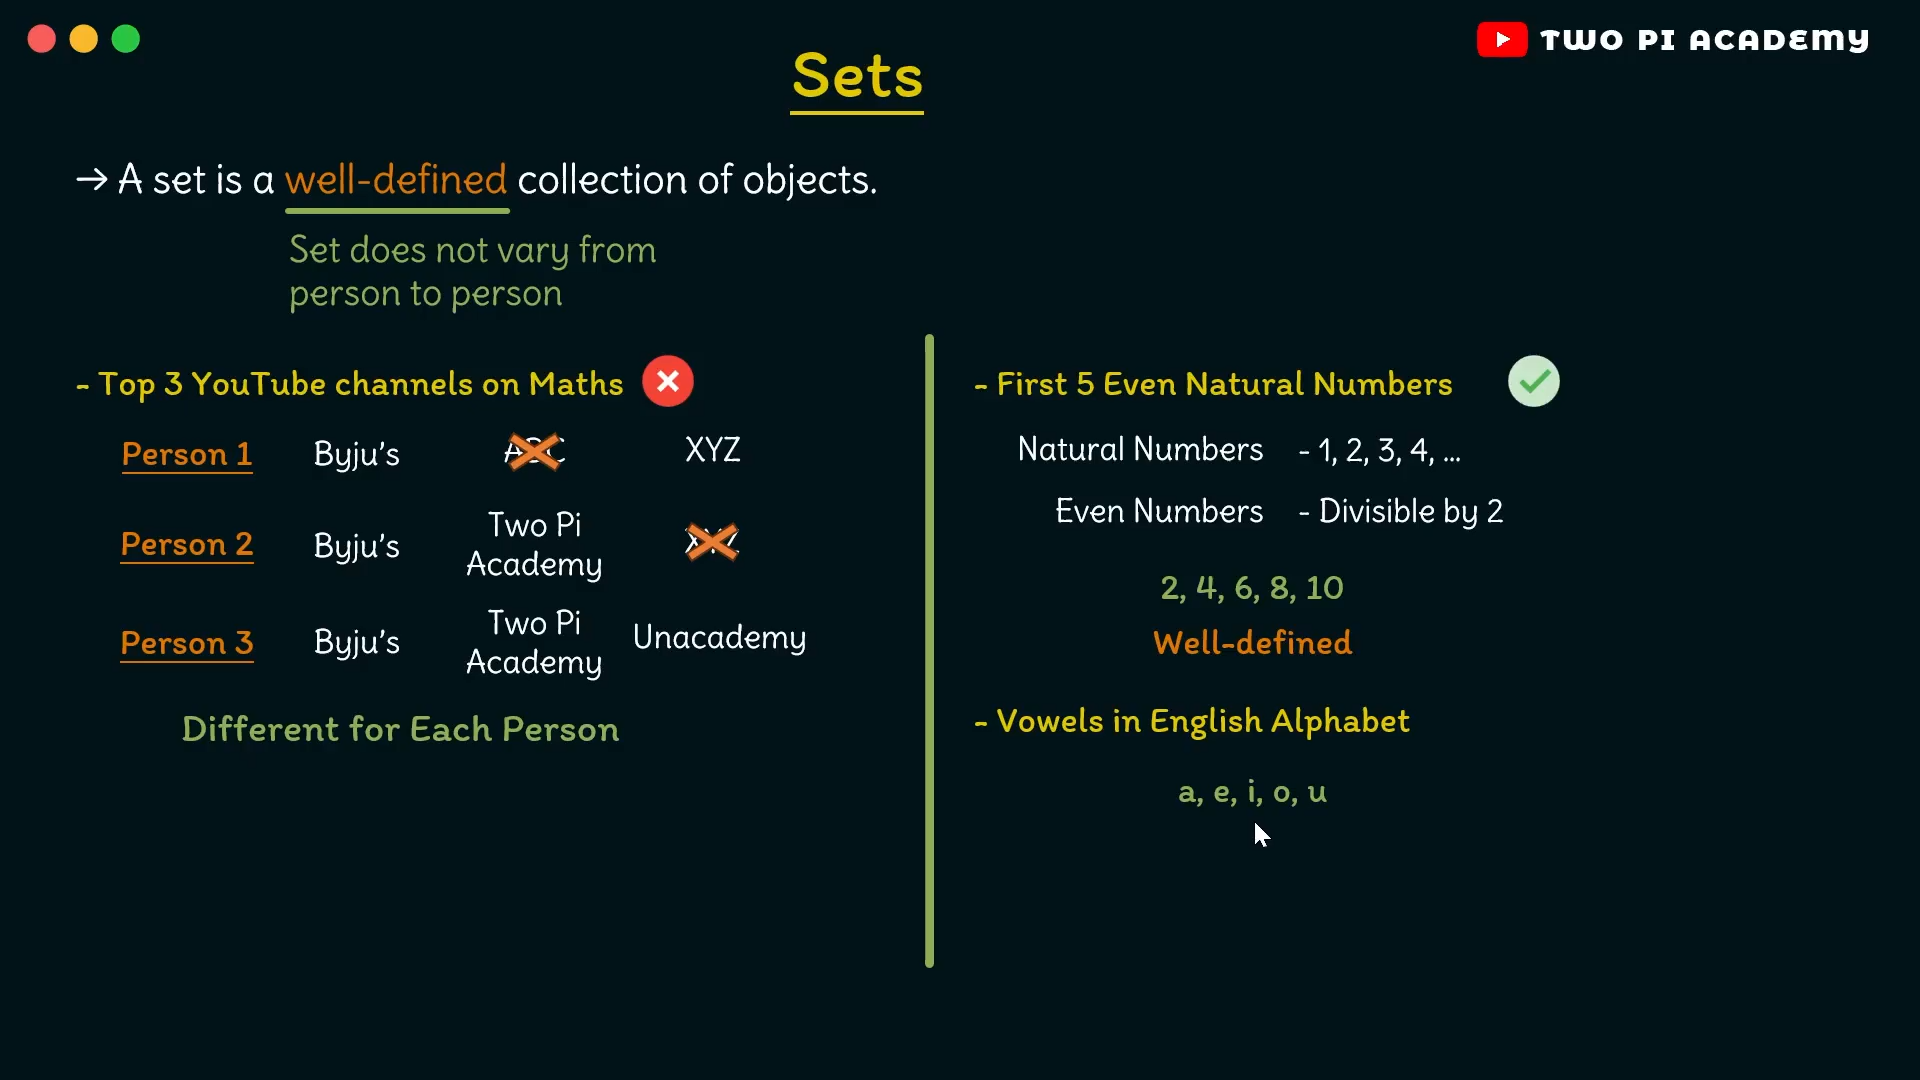 TWO PI ACADEMY
Sets
→ A set is a well-defined collection of objects.
Set does not vary from
person to person
- Top 3 YouTube channels on Maths
Person 1 Byju's ABC XYZ
Person 2 Byju's Two Pi Academy XYZ
Person 3 Byju's Two Pi Academy Unacademy
Different for Each Person
- First 5 Even Natural Numbers
Natural Numbers - 1, 2, 3, 4, ...
Even Numbers - Divisible by 2
2, 4, 6, 8, 10
Well-defined
- Vowels in English Alphabet
a, e, i, o, u